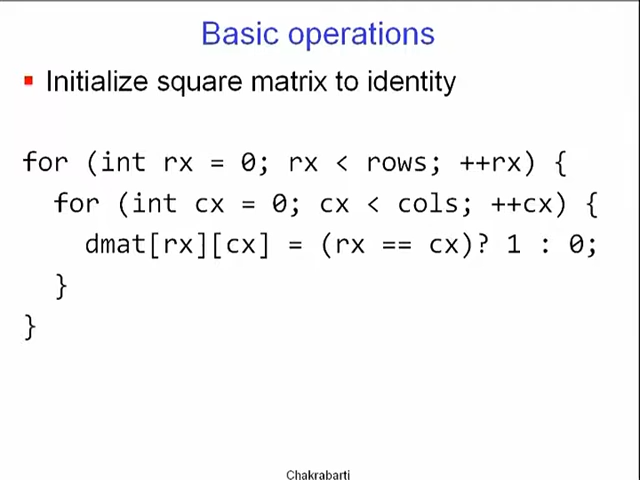 Basic operations
Initialize square matrix to identity
for (int rx = 0; rx < rows; ++rx) {
for (int cx = 0; cx < cols; ++cx) {
dmat[rx][cx] = (rx == cx)? 1 : 0;
}
}
Chakrabarti